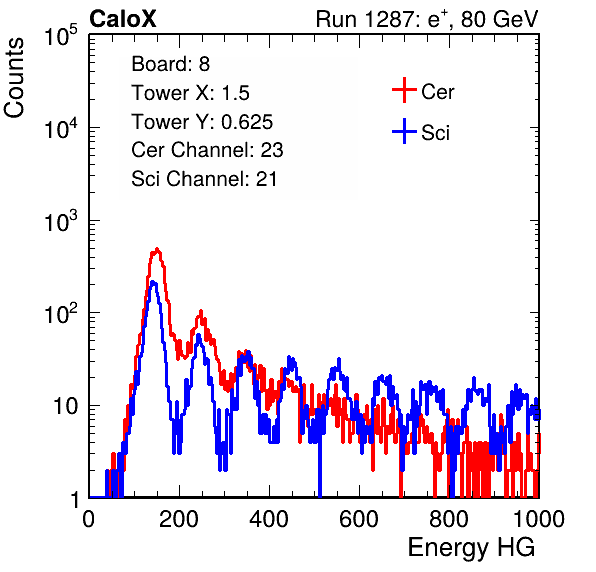 CaloX Run 1287: e⁺, 80 GeV
Counts
Board: 8
Tower X: 1.5
Tower Y: 0.625
Cer Channel: 23
Sci Channel: 21
Cer
Sci
10⁵
10⁴
10³
10²
10
1
0 200 400 600 800 1000
Energy HG